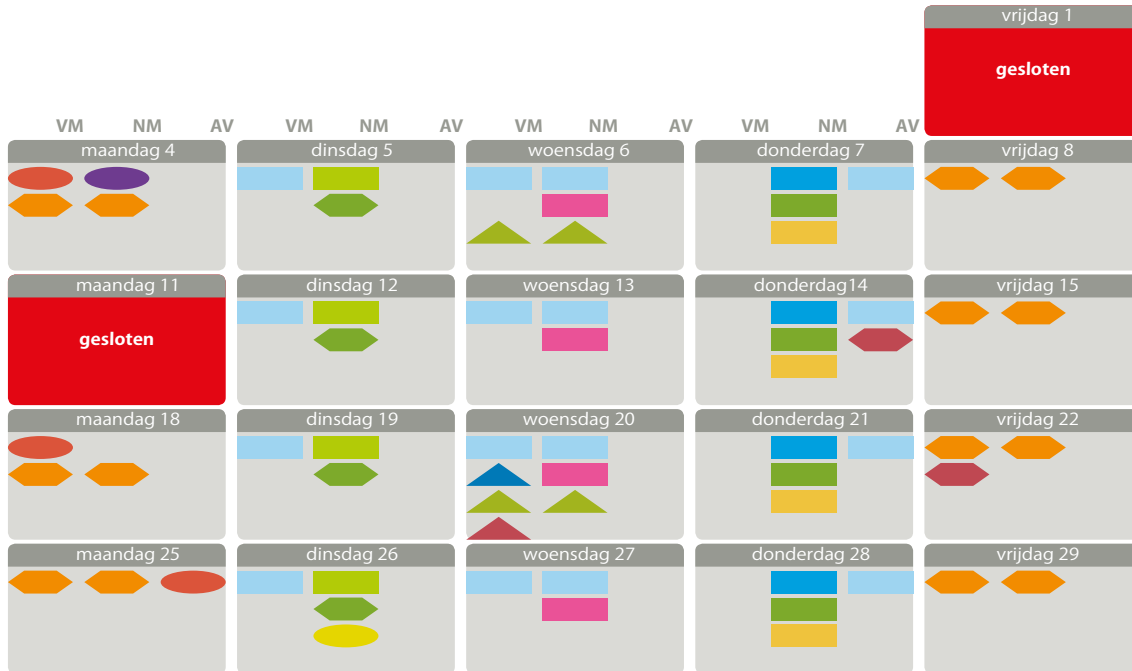 vrijdag 1
gesloten
VM NM AV VM NM AV VM NM AV VM NM AV
maandag 4 dinsdag 5 woensdag 6 donderdag 7 vrijdag 8
maandag 11 dinsdag 12 woensdag 13 donderdag14 vrijdag 15
gesloten
maandag 18 dinsdag 19 woensdag 20 donderdag 21 vrijdag 22
maandag 25 dinsdag 26 woensdag 27 donderdag 28 vrijdag 29